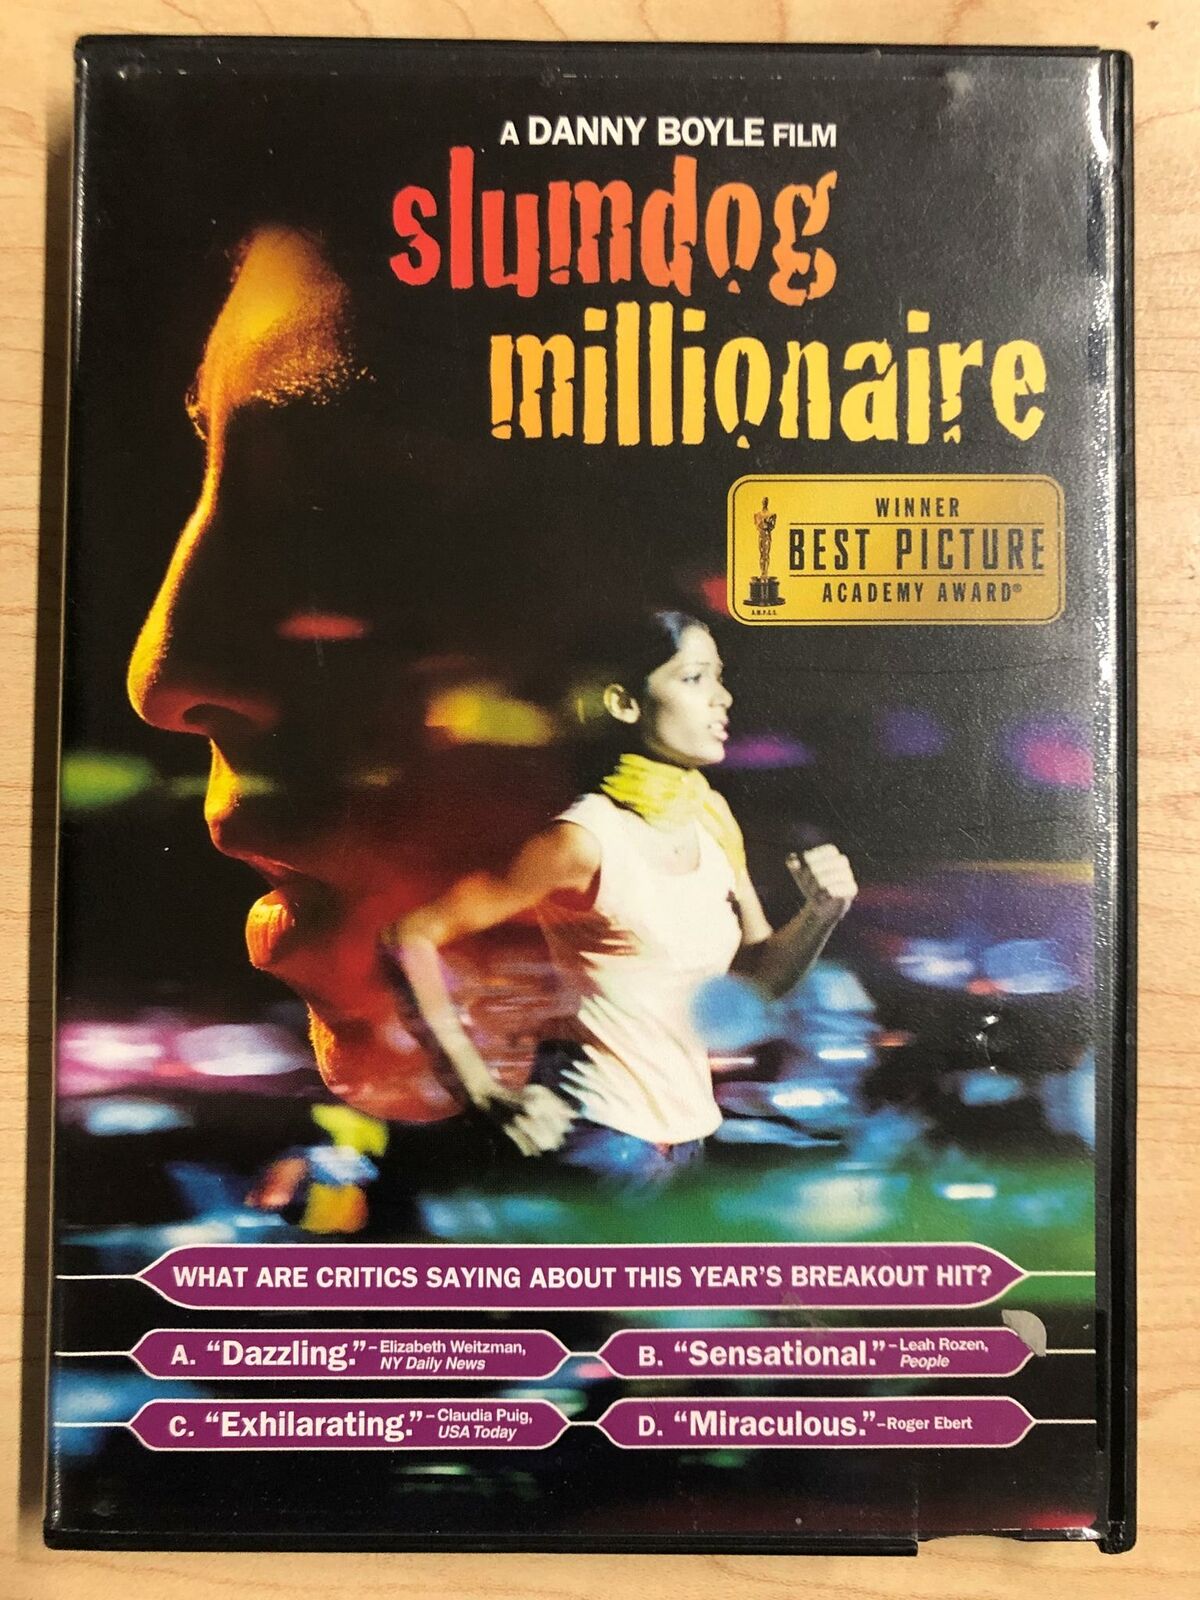 A DANNY BOYLE FILM
slumdog
millionaire
WINNER
BEST PICTURE
ACADEMY AWARD®
A.M.P.A.S.
WHAT ARE CRITICS SAYING ABOUT THIS YEAR'S BREAKOUT HIT?
A. "Dazzling." –Elizabeth Weitzman,
NY Daily News
B. "Sensational." –Leah Rozen,
People
C. "Exhilarating." –Claudia Puig,
USA Today
D. "Miraculous." –Roger Ebert